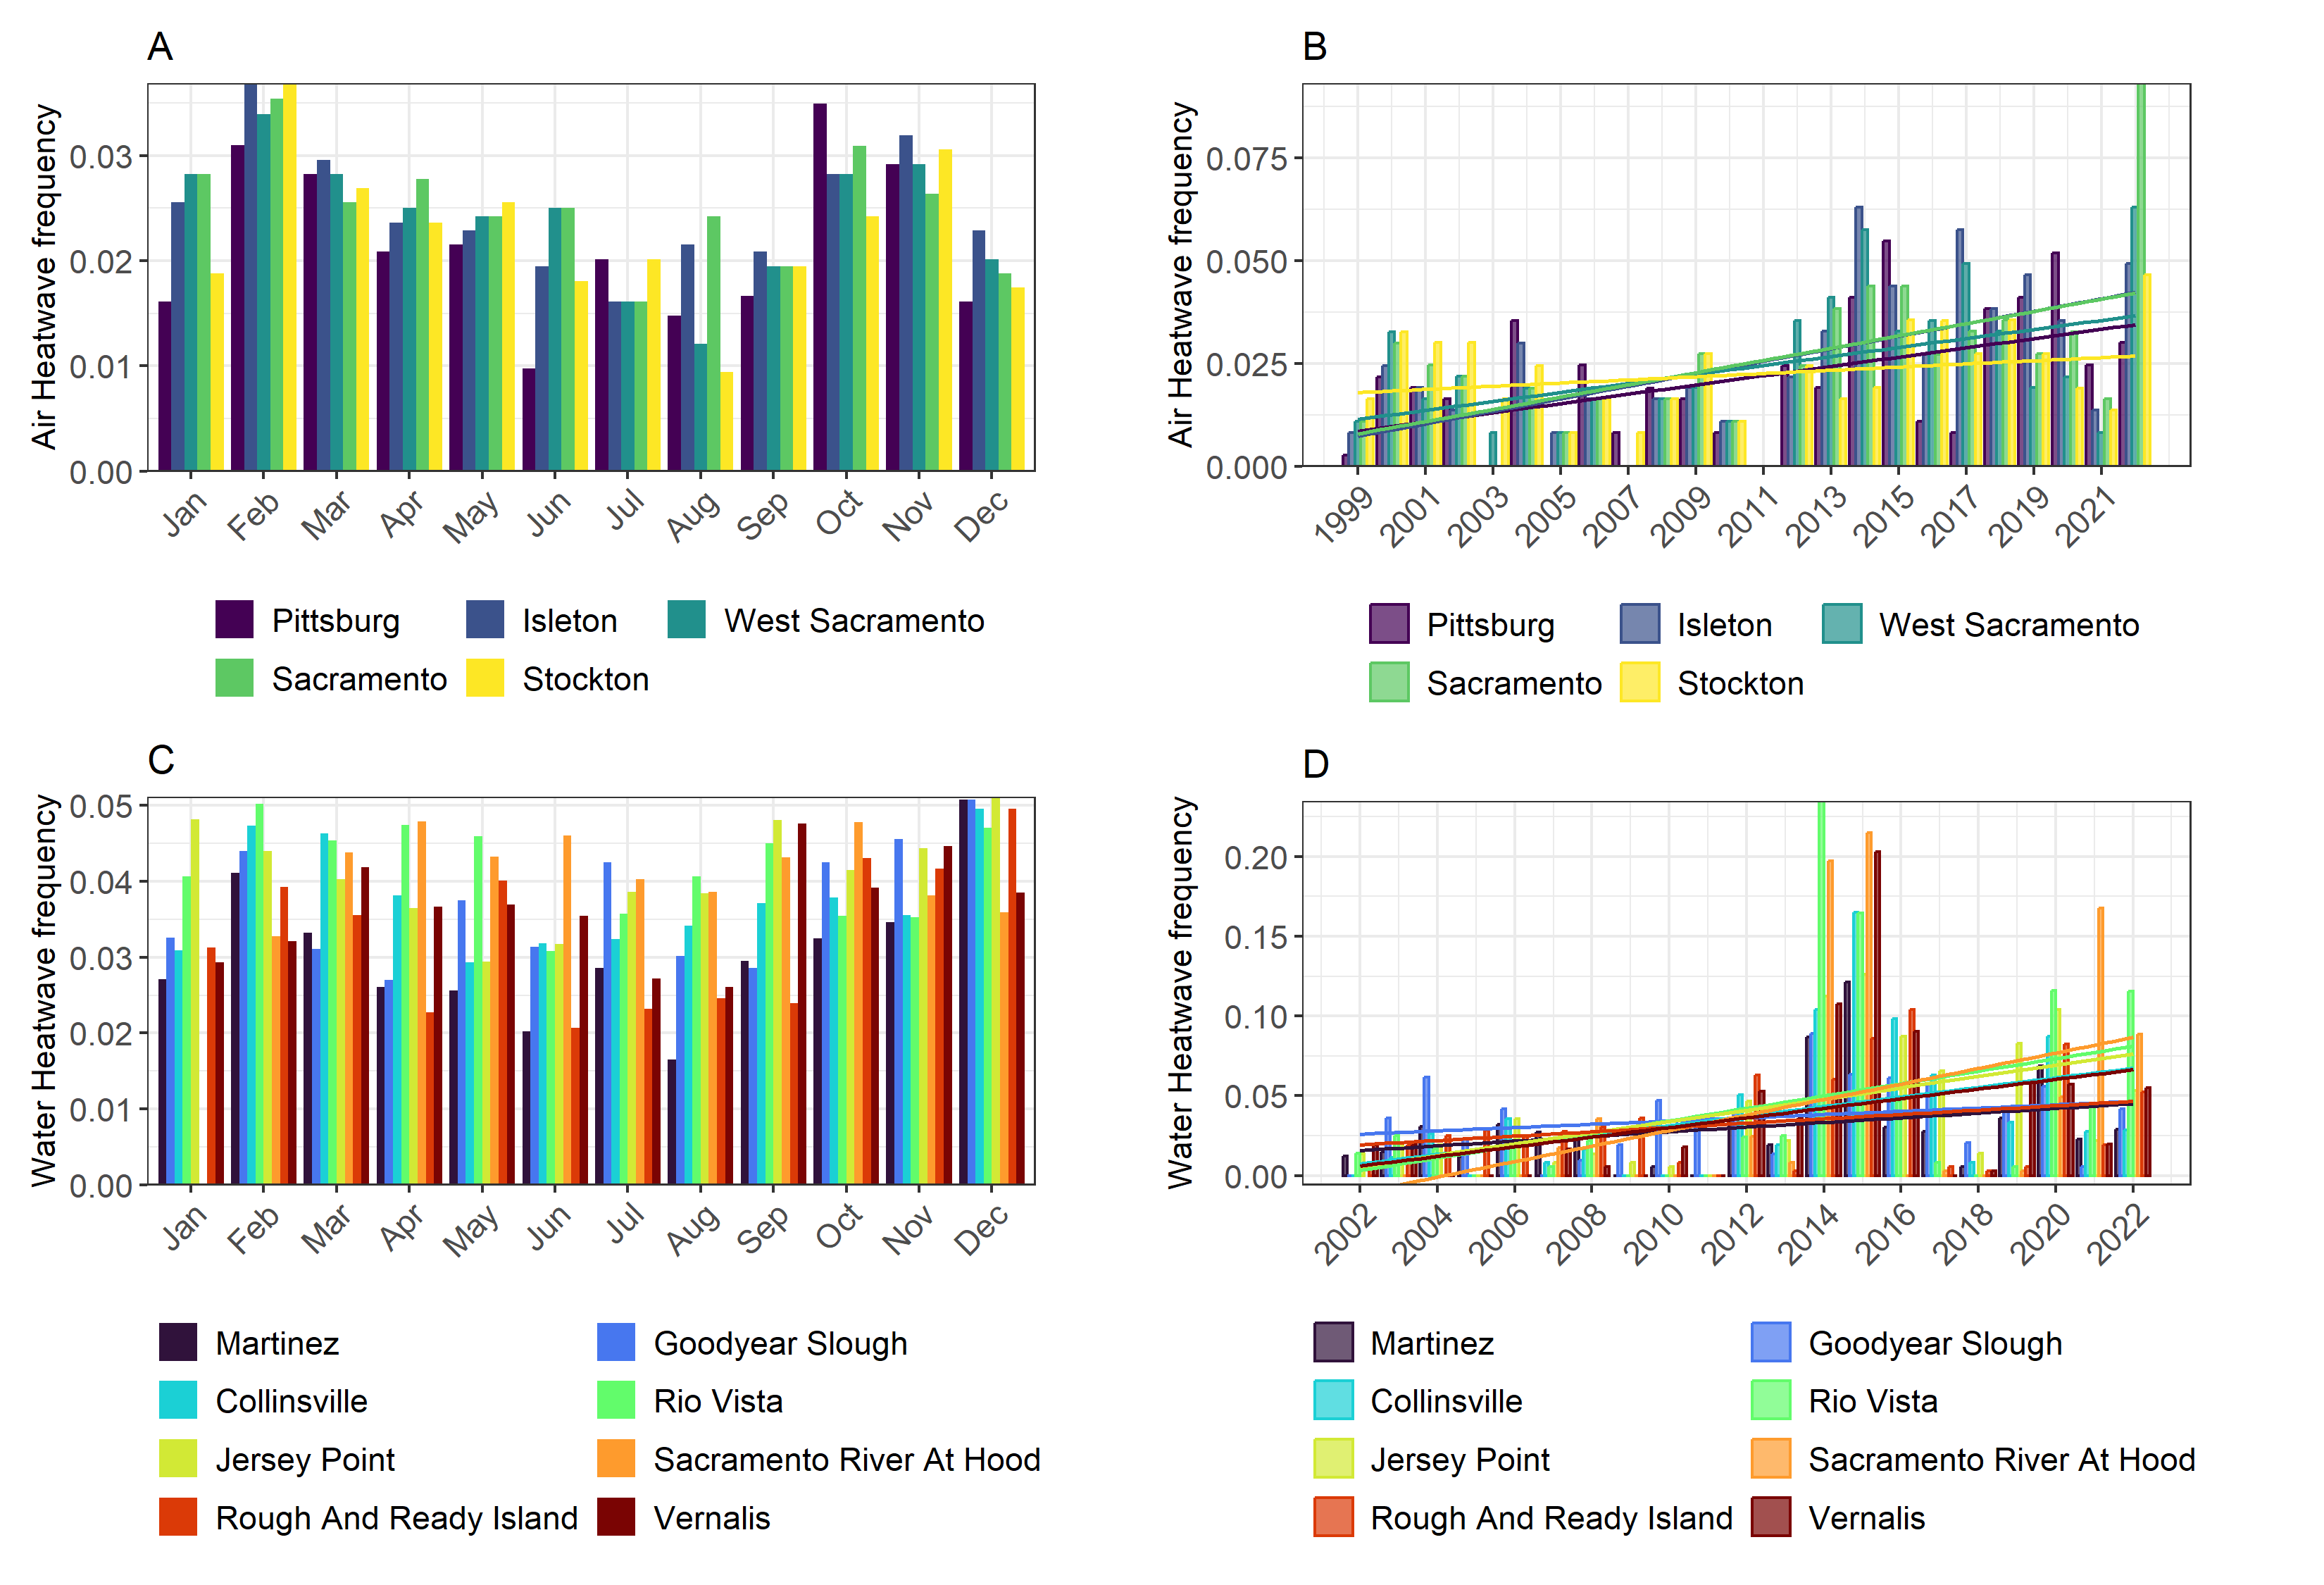 A
Air Heatwave frequency
0.03
0.02
0.01
0.00
Jan Feb Mar Apr May Jun Jul Aug Sep Oct Nov Dec
Pittsburg Isleton West Sacramento
Sacramento Stockton
B
Air Heatwave frequency
0.075
0.050
0.025
0.000
1999 2001 2003 2005 2007 2009 2011 2013 2015 2017 2019 2021
Pittsburg Isleton West Sacramento
Sacramento Stockton
C
Water Heatwave frequency
0.05
0.04
0.03
0.02
0.01
0.00
Jan Feb Mar Apr May Jun Jul Aug Sep Oct Nov Dec
Martinez Goodyear Slough
Collinsville Rio Vista
Jersey Point Sacramento River At Hood
Rough And Ready Island Vernalis
D
Water Heatwave frequency
0.20
0.15
0.10
0.05
0.00
2002 2004 2006 2008 2010 2012 2014 2016 2018 2020 2022
Martinez Goodyear Slough
Collinsville Rio Vista
Jersey Point Sacramento River At Hood
Rough And Ready Island Vernalis